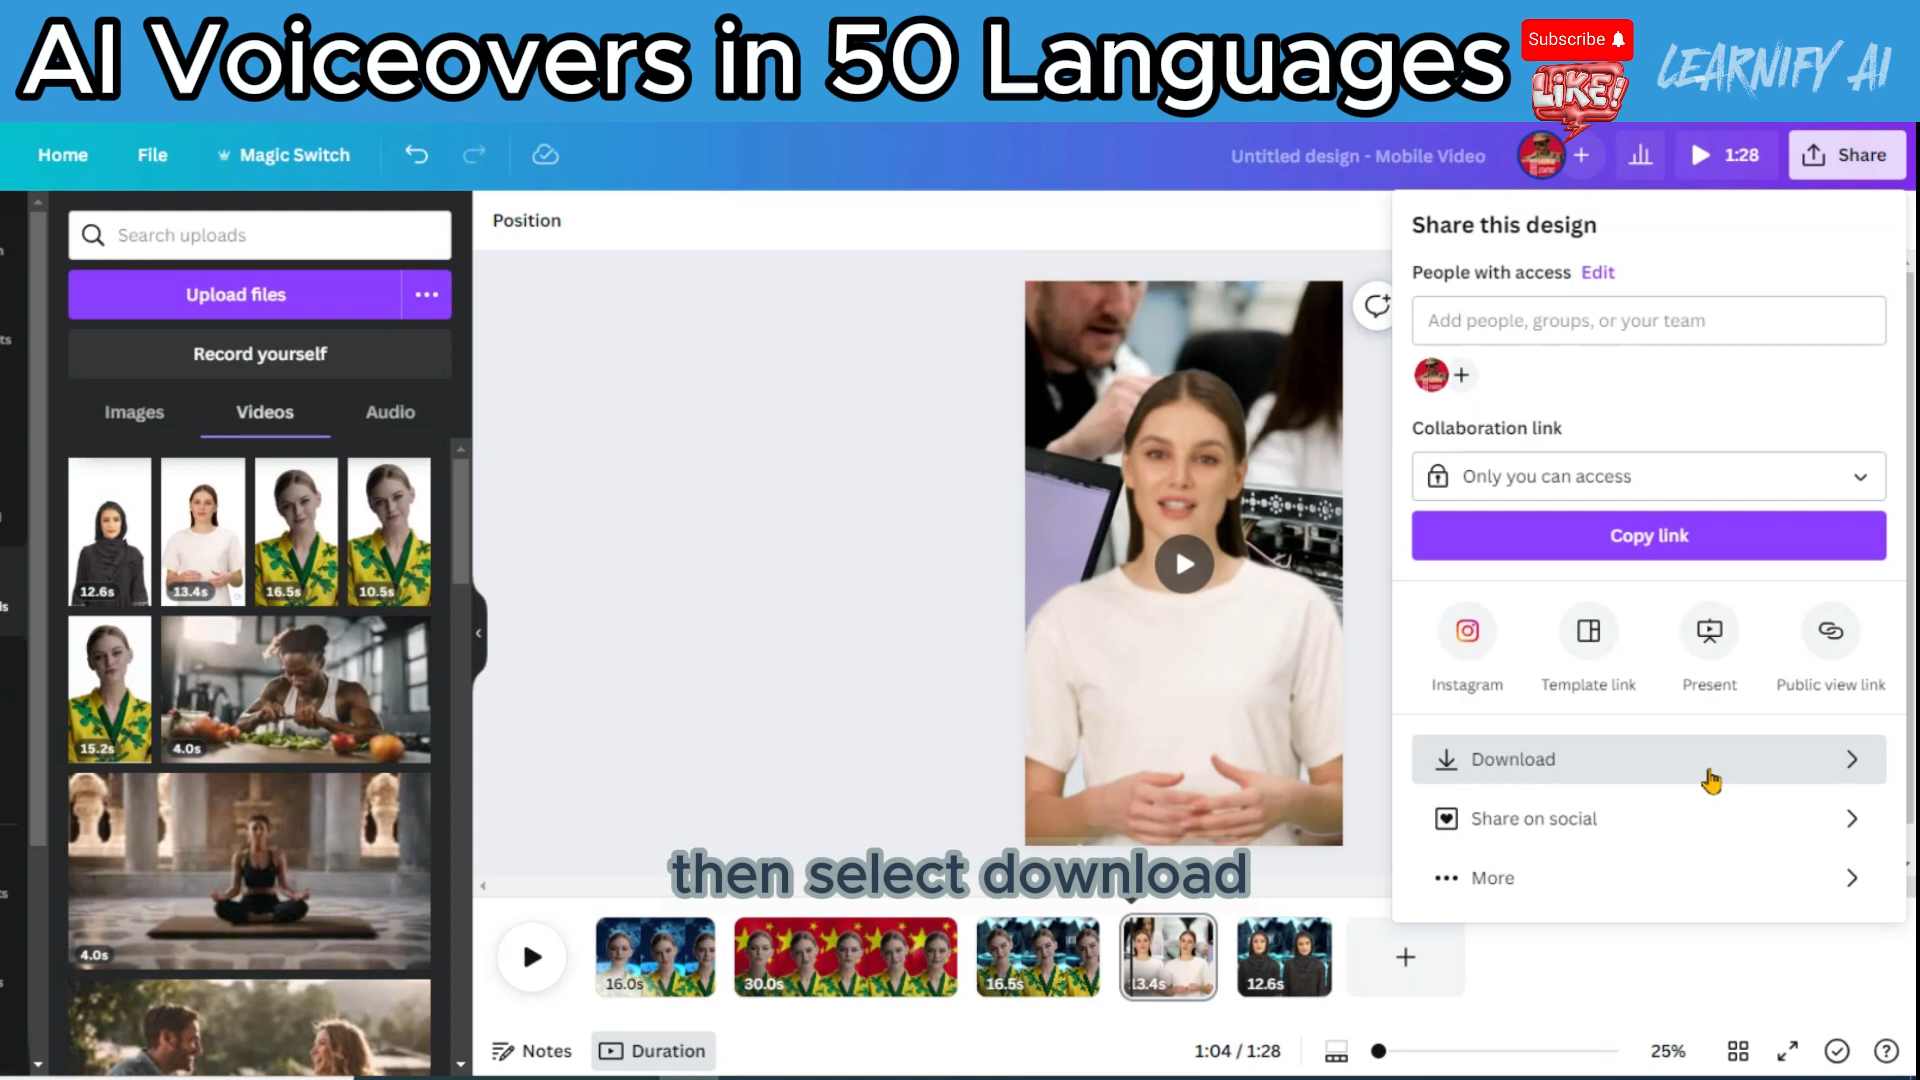 AI Voiceovers in 50 Languages
Subscribe
LiKE!
LEARNIFY AI
Home
File
Magic Switch
Untitled design - Mobile Video
1:28
Share
Search uploads
Upload files
Record yourself
Images
Videos
Audio
12.6s
13.4s
16.5s
10.5s
15.2s
4.0s
4.0s
Position
Share this design
People with access Edit
Add people, groups, or your team
Collaboration link
Only you can access
Copy link
Instagram
Template link
Present
Public view link
Download
Share on social
More
then select download
16.0s
30.0s
16.5s
13.4s
12.6s
Notes
Duration
1:04 / 1:28
25%